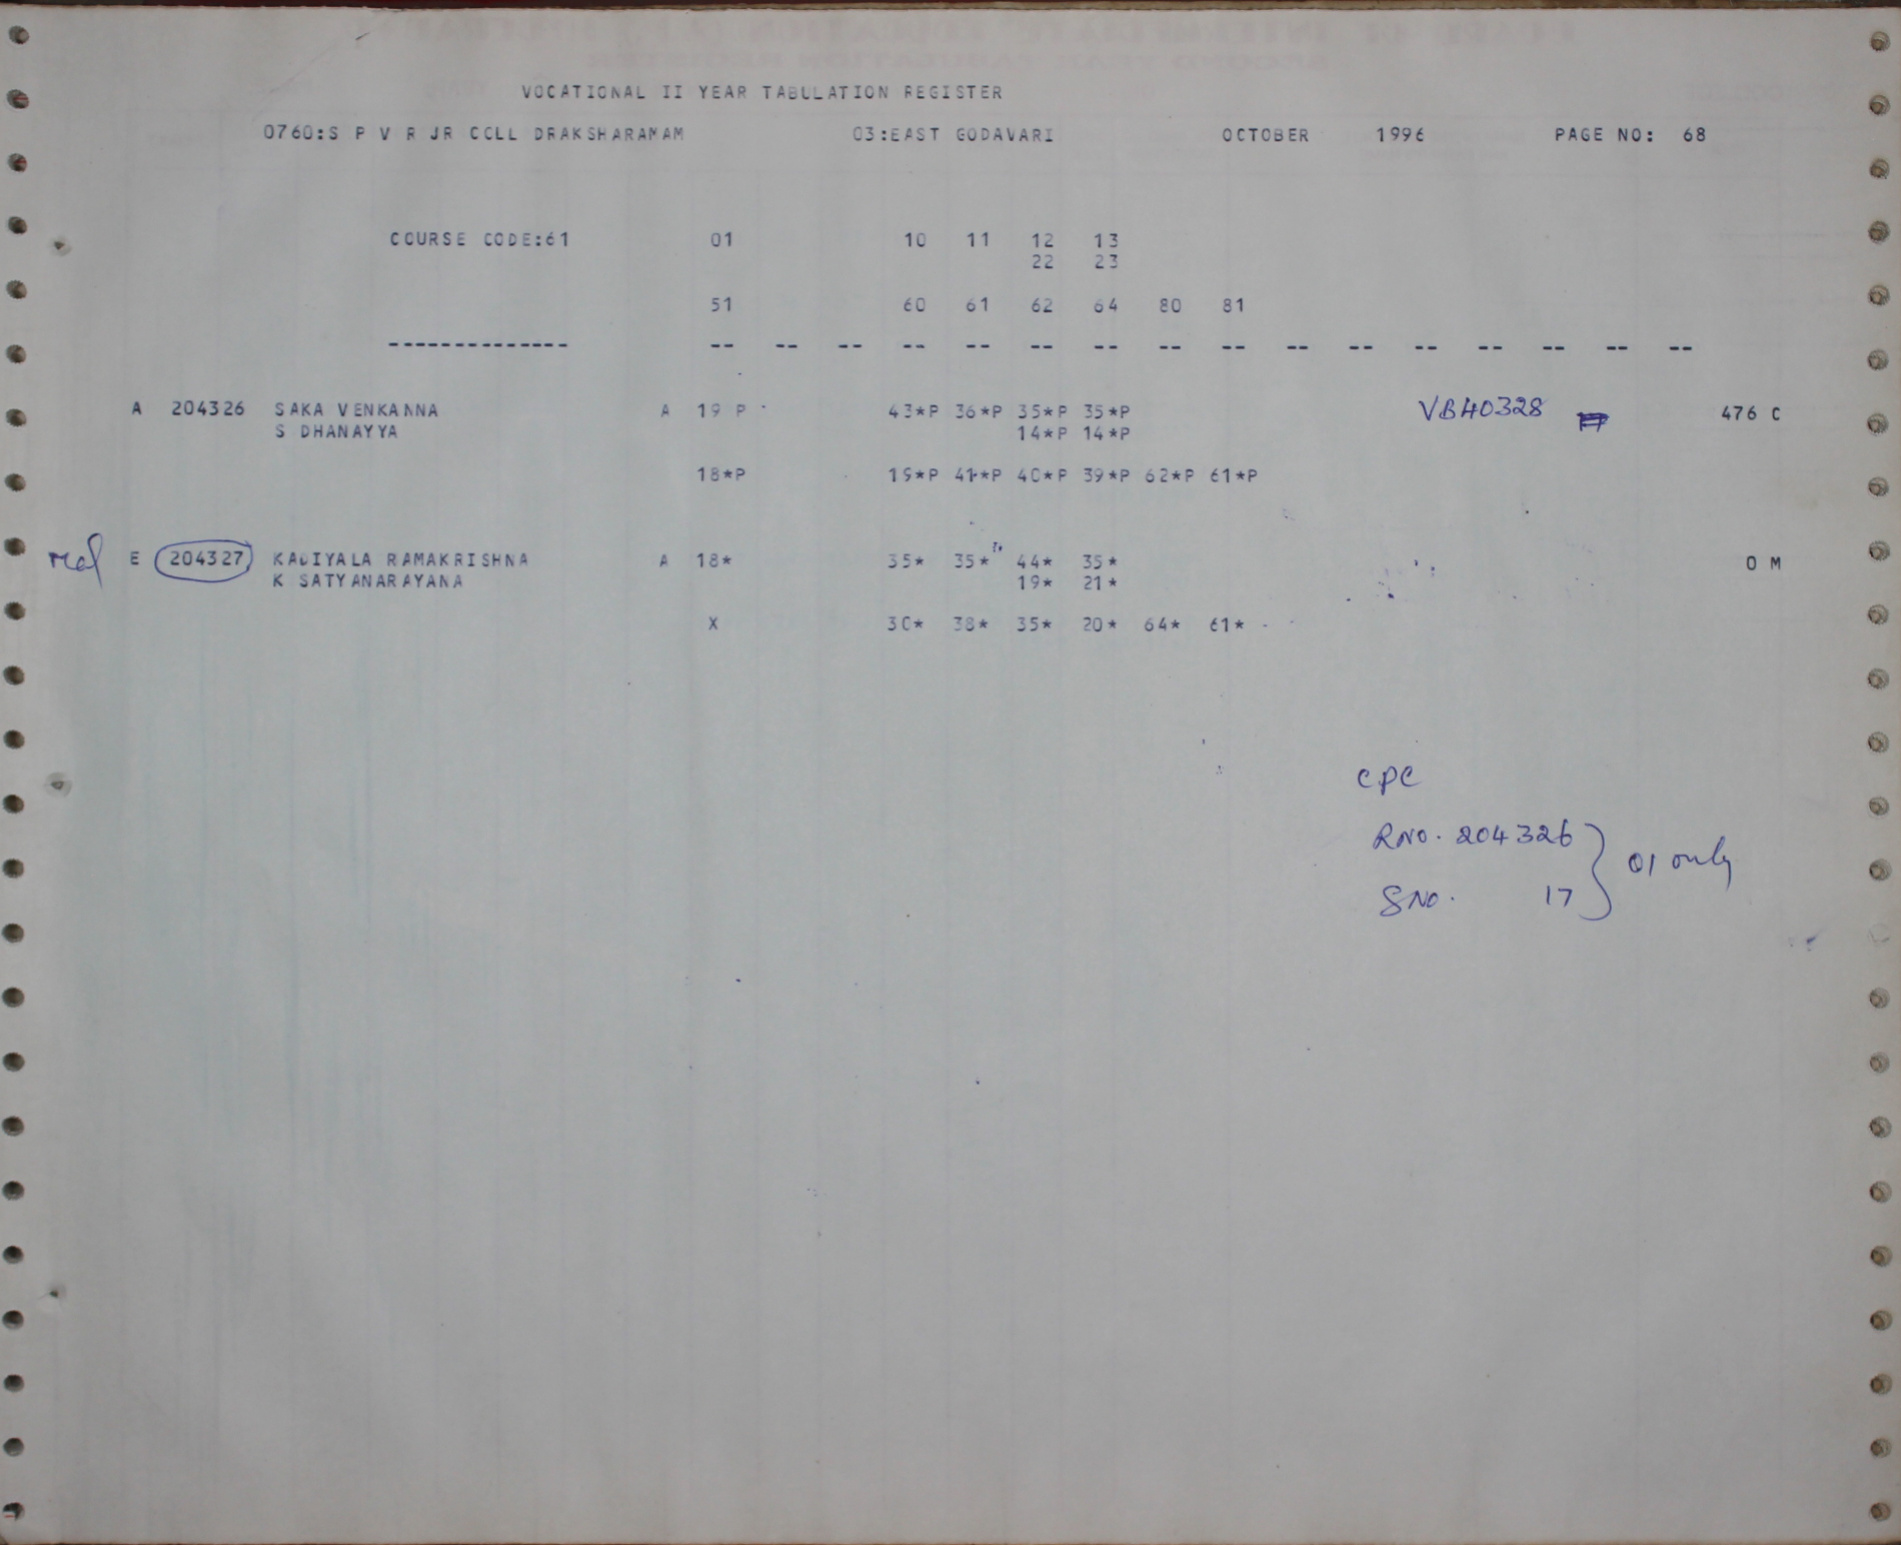 VOCATIONAL II YEAR TABULATION REGISTER
0760:S P V R JR COLL DRAKSHARAMAM 03:EAST GODAVARI OCTOBER 1996 PAGE NO: 68
COURSE CODE:61 01 10 11 12 13
22 23
51 60 61 62 64 80 81
-------------- -- -- -- -- -- -- -- -- -- -- -- -- -- -- -- --
A 204326 SAKA VENKANNA A 19 P 43*P 36*P 35*P 35*P VB40328 476 C
S DHANAYYA 14*P 14*P
18*P 19*P 41*P 40*P 39*P 62*P 61*P
E 204327 KADIYALA RAMAKRISHNA A 18* 35* 35* 44* 35* 0 M
K SATYANARAYANA 19* 21*
X 30* 38* 35* 20* 64* 61*
CPC
RNO. 204326
01 only
SNO. 17